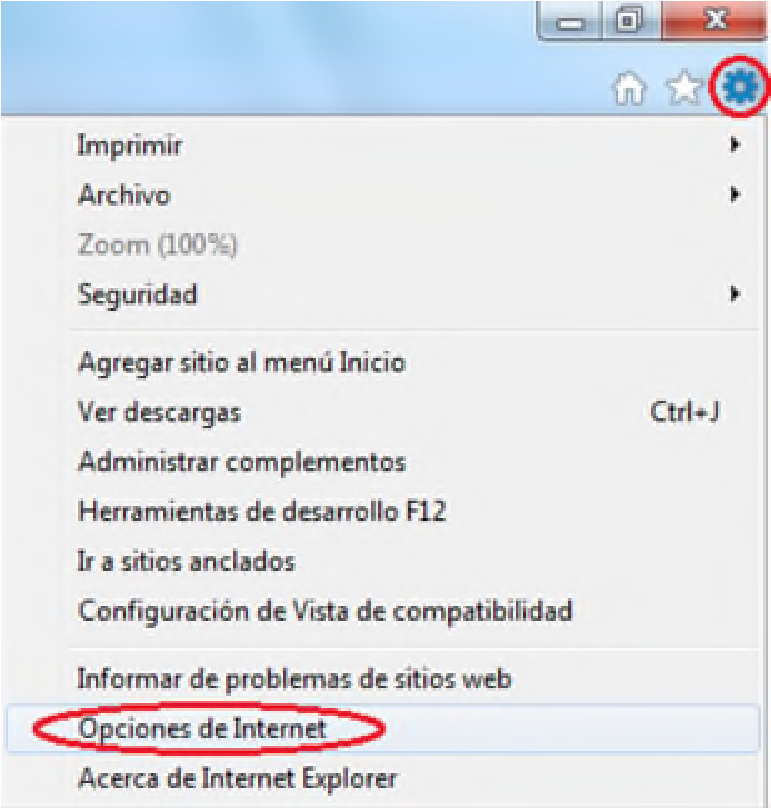 Imprimir
Archivo
Zoom (100%)
Seguridad
Agregar sitio al menú Inicio
Ver descargas Ctrl+J
Administrar complementos
Herramientas de desarrollo F12
Ir a sitios anclados
Configuración de Vista de compatibilidad
Informar de problemas de sitios web
Opciones de Internet
Acerca de Internet Explorer